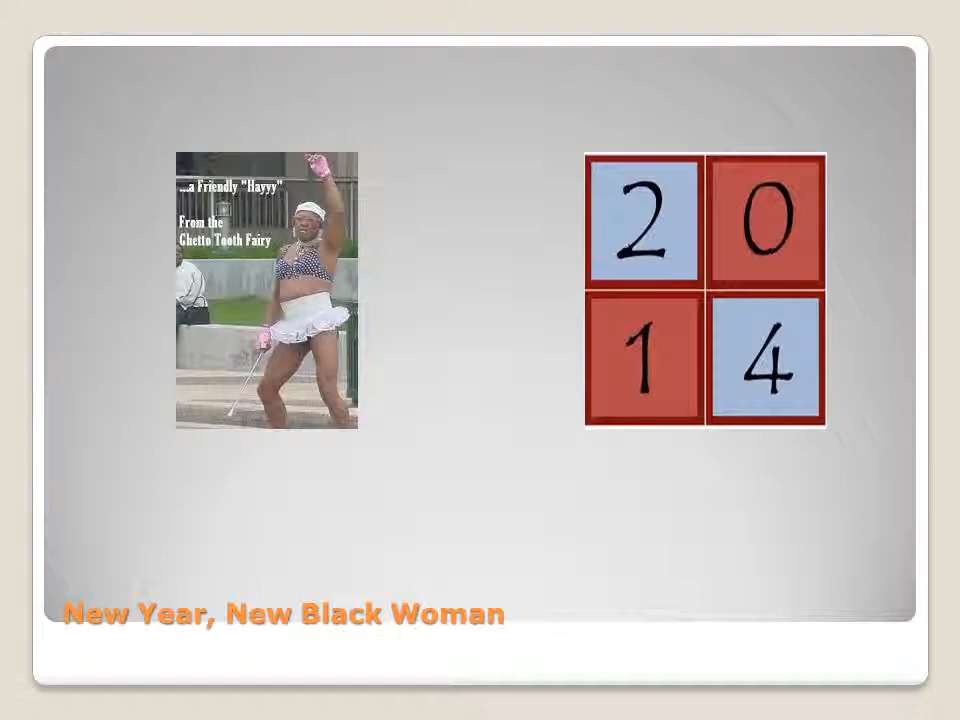 ...a Friendly "Hayyy"
From the
Ghetto Tooth Fairy
2 0
1 4
New Year, New Black Woman